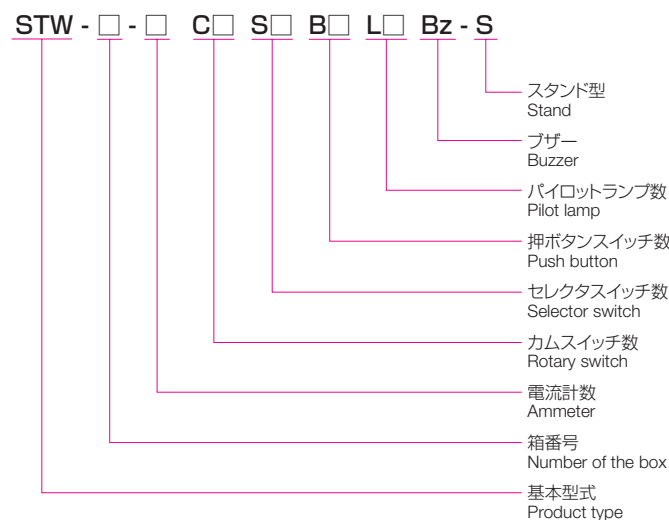 STW - □ - □ C□ S□ B□ L□ Bz - S
スタンド型
Stand
ブザー
Buzzer
パイロットランプ数
Pilot lamp
押ボタンスイッチ数
Push button
セレクタスイッチ数
Selector switch
カムスイッチ数
Rotary switch
電流計数
Ammeter
箱番号
Number of the box
基本型式
Product type